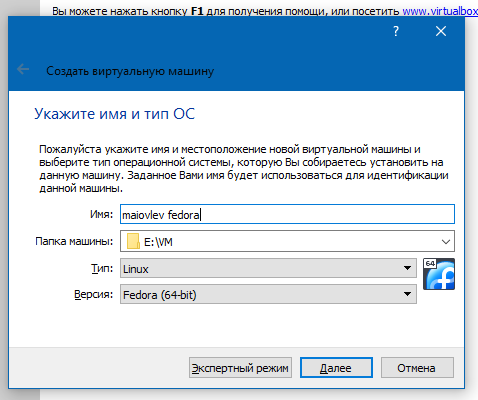 Вы можете нажать кнопку F1 для получения помощи, или посетить www.virtualbox
?
Создать виртуальную машину
Укажите имя и тип ОС
Пожалуйста укажите имя и местоположение новой виртуальной машины и
выберите тип операционной системы, которую Вы собираетесь установить на
данную машину. Заданное Вами имя будет использоваться для идентификации
данной машины.
Имя: maiovlev fedora
Папка машины: E:\VM
Тип: Linux
64
Версия: Fedora (64-bit)
Экспертный режим Далее Отмена